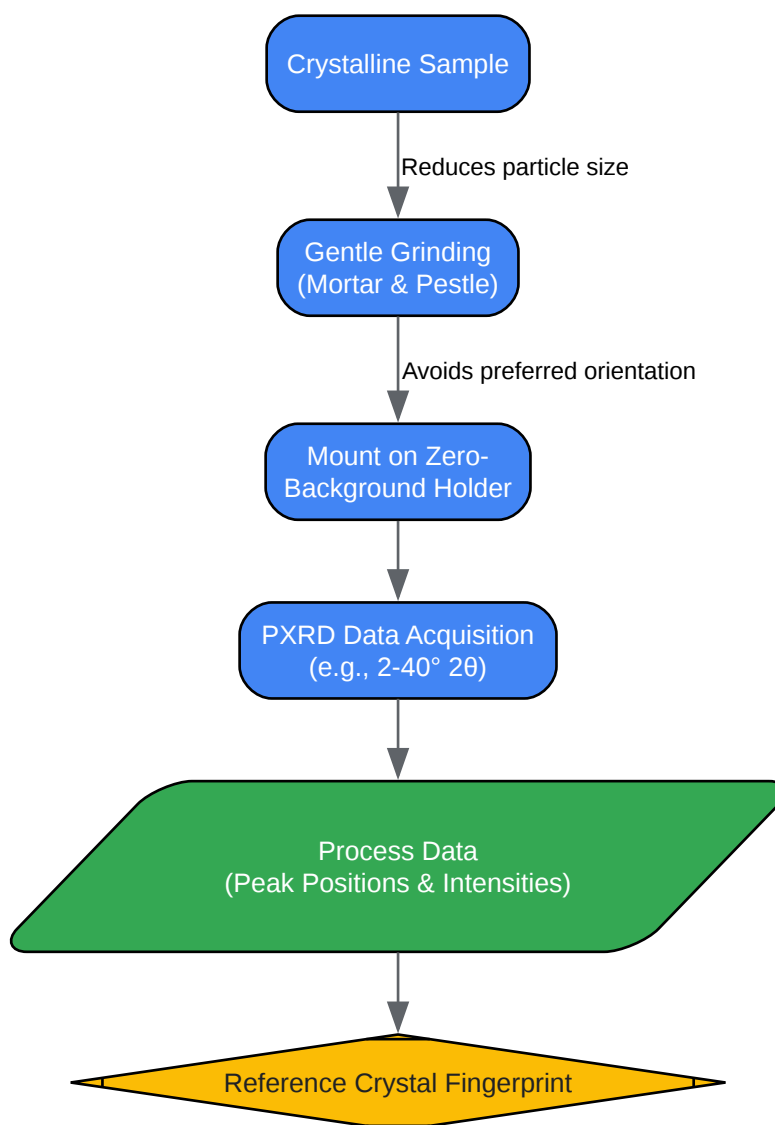 Crystalline Sample
Reduces particle size
Gentle Grinding
(Mortar & Pestle)
Avoids preferred orientation
Mount on Zero-
Background Holder
PXRD Data Acquisition
(e.g., 2-40° 2θ)
Process Data
(Peak Positions & Intensities)
Reference Crystal Fingerprint